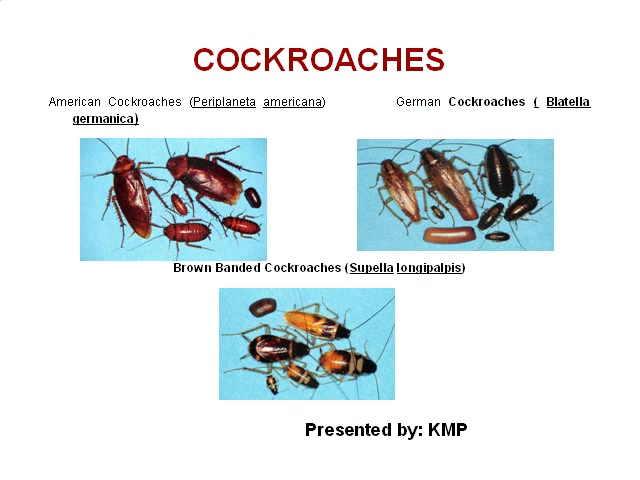 COCKROACHES
American Cockroaches (Periplaneta americana) German Cockroaches ( Blatella
germanica)
Brown Banded Cockroaches (Supella longipalpis)
Presented by: KMP